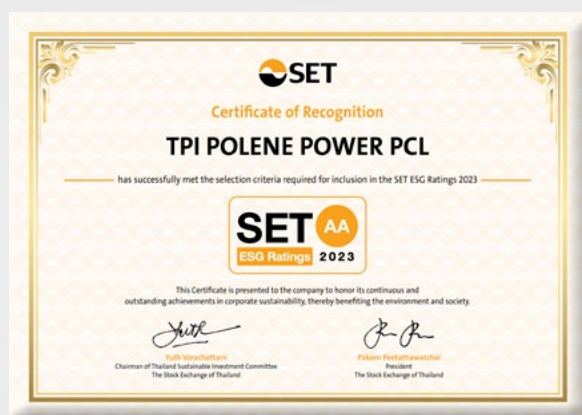 SET
Certificate of Recognition
TPI POLENE POWER PCL
has successfully met the selection criteria required for inclusion in the SET ESG Ratings 2023
SET AA
ESG Ratings 2023
This Certificate is presented to the company to honor its continuous and
outstanding achievements in corporate sustainability, thereby benefiting the environment and society.
Yuth Vorachattarn
Chairman of Thailand Sustainable Investment Committee
The Stock Exchange of Thailand
Pakorn Peetathawatchai
President
The Stock Exchange of Thailand